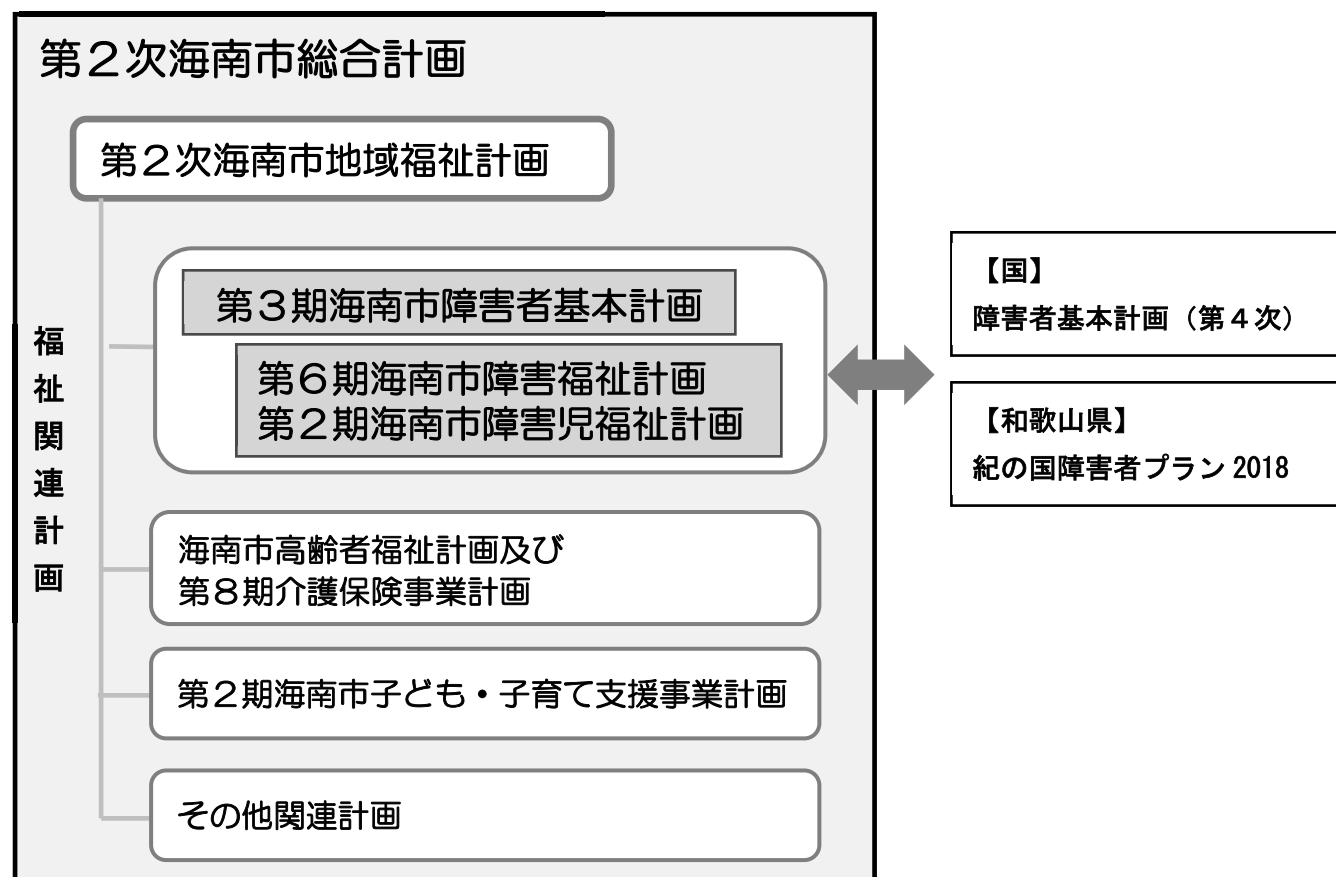 第２次海南市総合計画
第２次海南市地域福祉計画
福祉関連計画
第３期海南市障害者基本計画
第６期海南市障害福祉計画
第２期海南市障害児福祉計画
海南市高齢者福祉計画及び
第８期介護保険事業計画
第２期海南市子ども・子育て支援事業計画
その他関連計画
【国】
障害者基本計画（第４次）
【和歌山県】
紀の国障害者プラン 2018